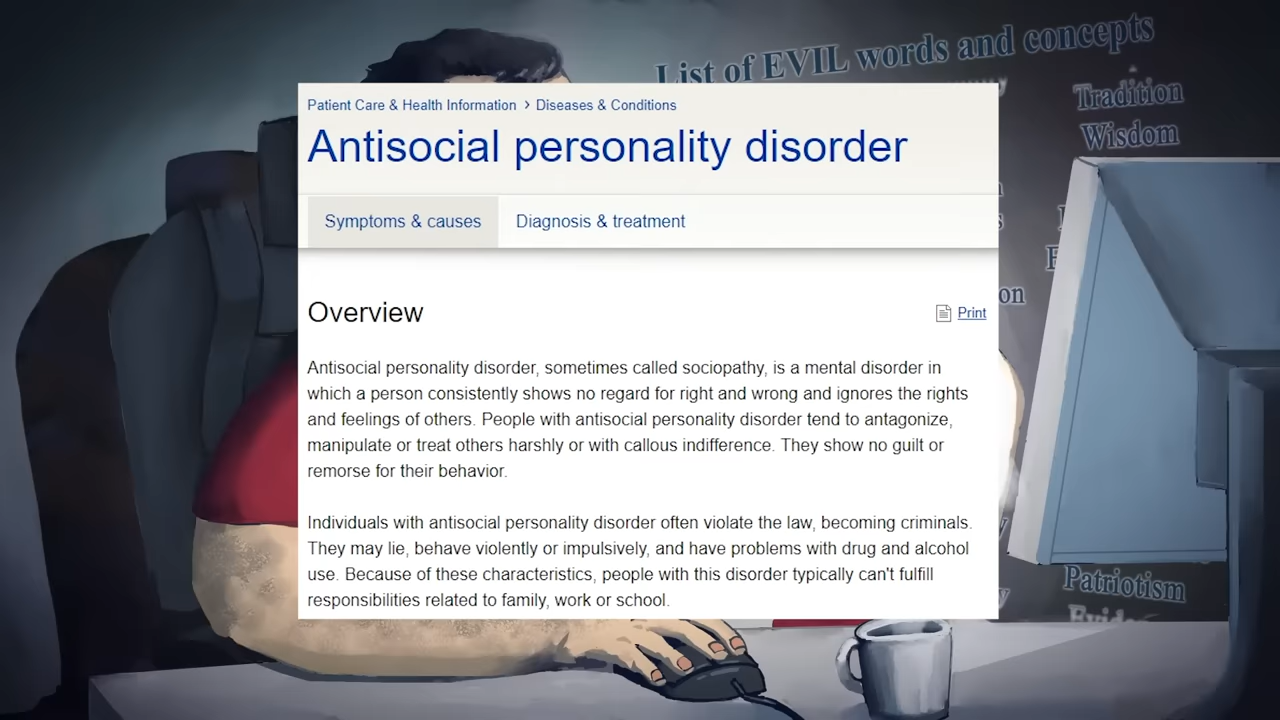 List of EVIL words and concepts
Tradition
Wisdom
Patient Care & Health Information › Diseases & Conditions
Antisocial personality disorder
Symptoms & causes
Diagnosis & treatment
Overview
Print
Antisocial personality disorder, sometimes called sociopathy, is a mental disorder in
which a person consistently shows no regard for right and wrong and ignores the rights
and feelings of others. People with antisocial personality disorder tend to antagonize,
manipulate or treat others harshly or with callous indifference. They show no guilt or
remorse for their behavior.
Individuals with antisocial personality disorder often violate the law, becoming criminals.
They may lie, behave violently or impulsively, and have problems with drug and alcohol
use. Because of these characteristics, people with this disorder typically can't fulfill
responsibilities related to family, work or school.
Patriotism